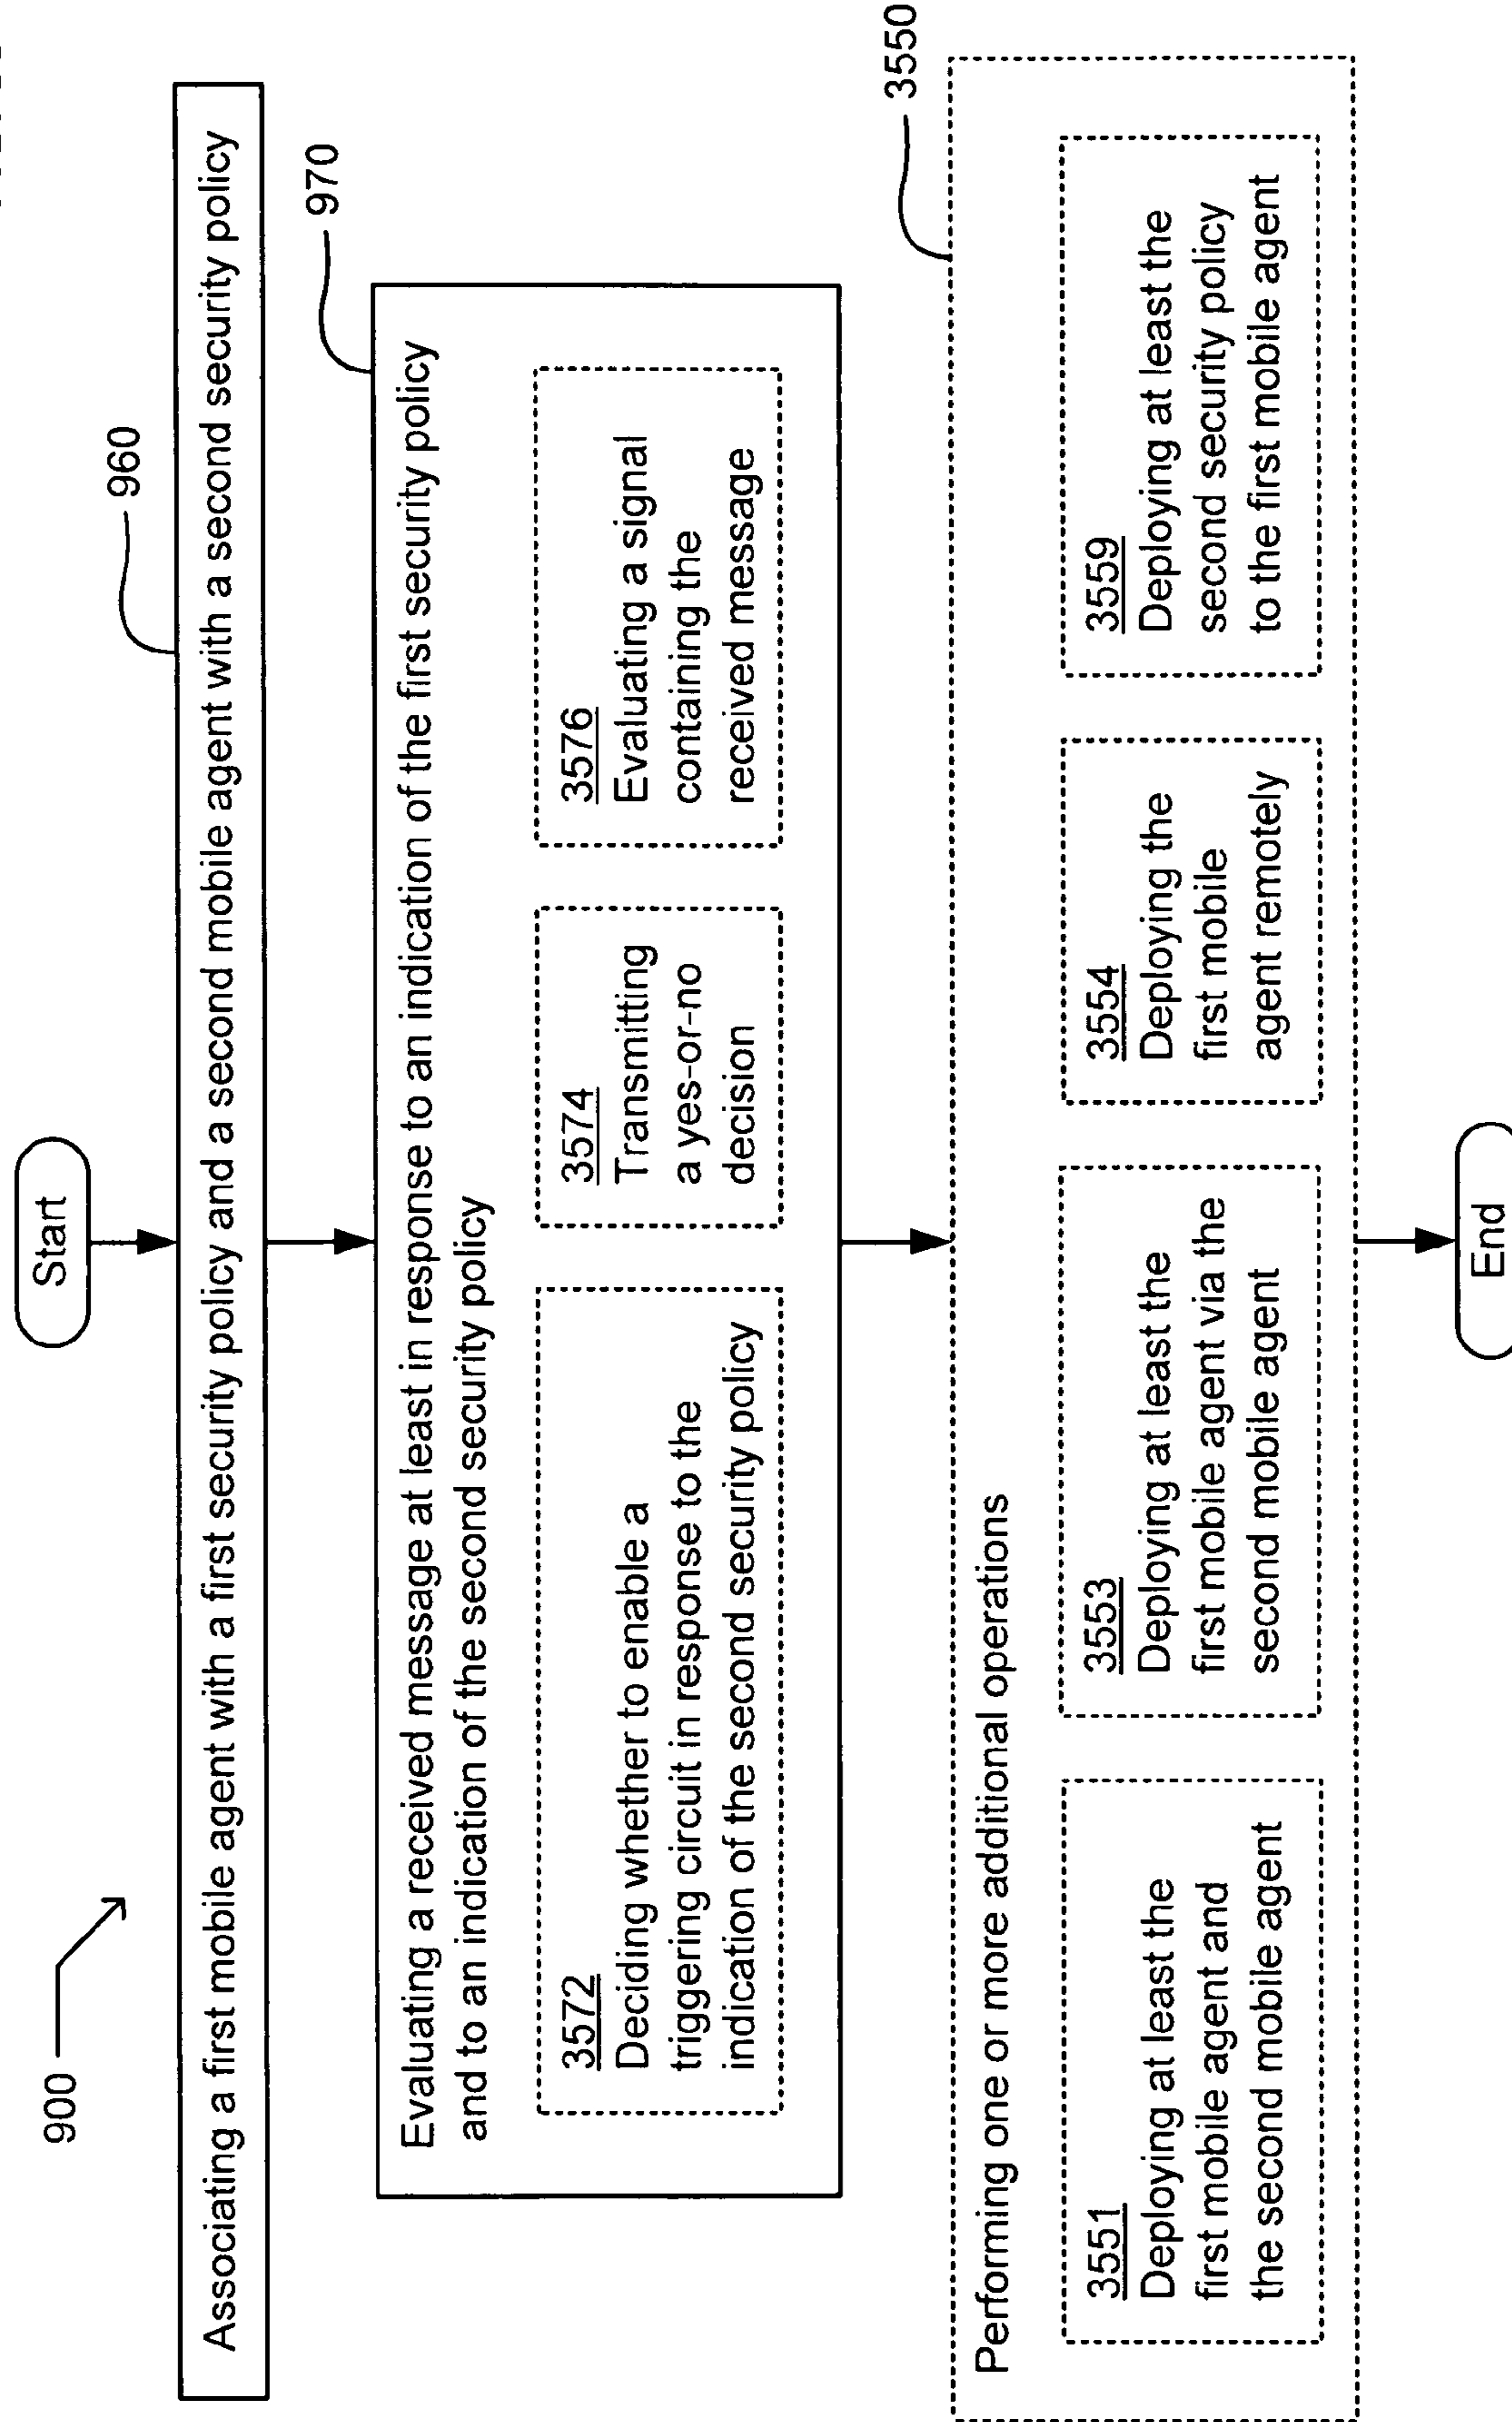 900
Start
960
Associating a first mobile agent with a first security policy and a second mobile agent with a second security policy
970
Evaluating a received message at least in response to an indication of the first security policy
and to an indication of the second security policy
3572
Deciding whether to enable a
triggering circuit in response to the
indication of the second security policy
3574
Transmitting
a yes-or-no
decision
3576
Evaluating a signal
containing the
received message
3550
Performing one or more additional operations
3551
Deploying at least the
first mobile agent and
the second mobile agent
3553
Deploying at least the
first mobile agent via the
second mobile agent
3554
Deploying the
first mobile
agent remotely
3559
Deploying at least the
second security policy
to the first mobile agent
End